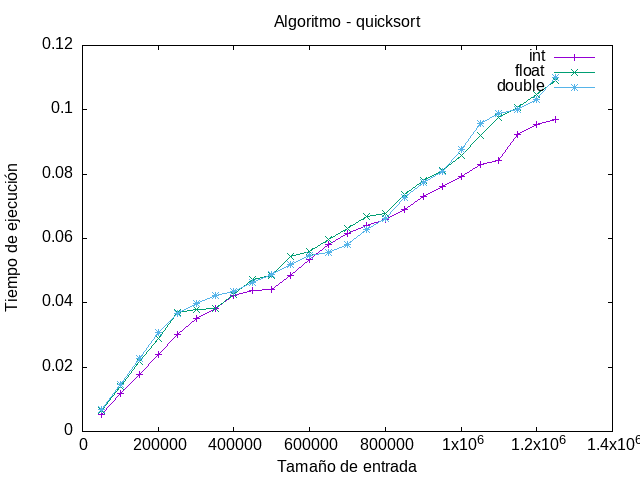 Algoritmo - quicksort
int
float
double
0.12
0.1
0.08
0.06
0.04
0.02
0
Tiempo de ejecución
0 200000 400000 600000 800000 1x10⁶ 1.2x10⁶ 1.4x10⁶
Tamaño de entrada